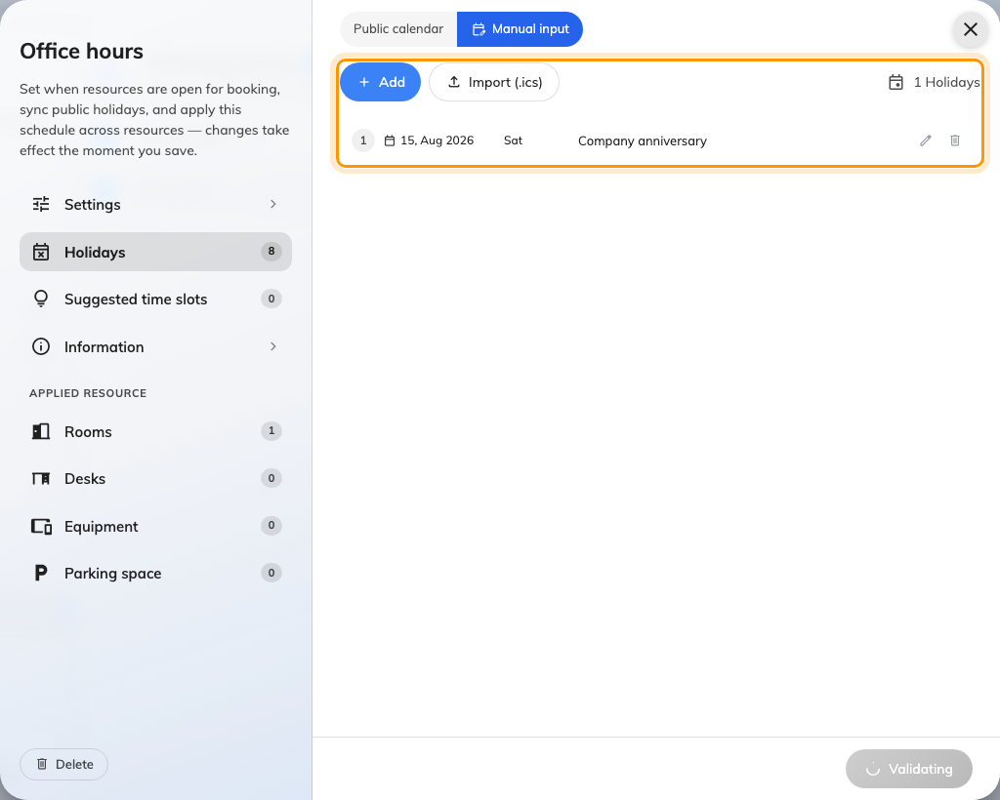 Office hours
Set when resources are open for booking,
sync public holidays, and apply this
schedule across resources — changes take
effect the moment you save.
Settings
Holidays 8
Suggested time slots 0
Information
APPLIED RESOURCE
Rooms 1
Desks 0
Equipment 0
Parking space 0
Delete
Public calendar Manual input
Add Import (.ics) 1 Holidays
1 15, Aug 2026 Sat Company anniversary
Validating